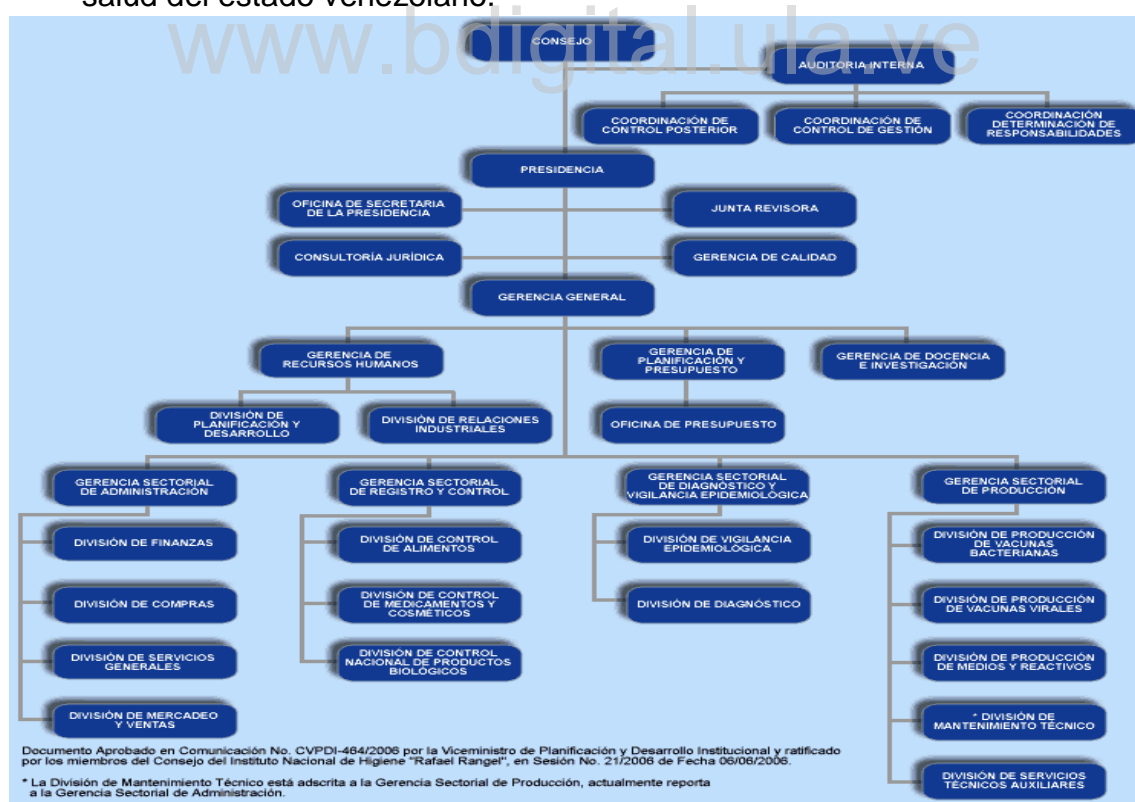 salud del estado venezolano.
www.bdigital.ula.ve
CONSEJO
AUDITORIA INTERNA
COORDINACIÓN DE
CONTROL POSTERIOR
COORDINACIÓN DE
CONTROL DE GESTIÓN
COORDINACIÓN
DETERMINACIÓN DE
RESPONSABILIDADES
PRESIDENCIA
OFICINA DE SECRETARIA
DE LA PRESIDENCIA
JUNTA REVISORA
CONSULTORÍA JURÍDICA
GERENCIA DE CALIDAD
GERENCIA GENERAL
GERENCIA DE
RECURSOS HUMANOS
GERENCIA DE
PLANIFICACIÓN Y
PRESUPUESTO
GERENCIA DE DOCENCIA
E INVESTIGACIÓN
DIVISIÓN DE
PLANIFICACIÓN Y
DESARROLLO
DIVISIÓN DE RELACIONES
INDUSTRIALES
OFICINA DE PRESUPUESTO
GERENCIA SECTORIAL
DE ADMINISTRACIÓN
DIVISIÓN DE FINANZAS
DIVISIÓN DE COMPRAS
DIVISIÓN DE SERVICIOS
GENERALES
DIVISIÓN DE MERCADEO
Y VENTAS
GERENCIA SECTORIAL
DE REGISTRO Y CONTROL
DIVISIÓN DE CONTROL
DE ALIMENTOS
DIVISIÓN DE CONTROL
DE MEDICAMENTOS Y
COSMÉTICOS
DIVISIÓN DE CONTROL
NACIONAL DE PRODUCTOS
BIOLÓGICOS
GERENCIA SECTORIAL
DE DIAGNÓSTICO Y
VIGILANCIA EPIDEMIOLÓGICA
DIVISIÓN DE VIGILANCIA
EPIDEMIOLÓGICA
DIVISIÓN DE DIAGNÓSTICO
GERENCIA SECTORIAL
DE PRODUCCIÓN
DIVISIÓN DE PRODUCCIÓN
DE VACUNAS
BACTERIANAS
DIVISIÓN DE PRODUCCIÓN
DE VACUNAS VIRALES
DIVISIÓN DE PRODUCCIÓN
DE MEDIOS Y REACTIVOS
* DIVISIÓN DE
MANTENIMIENTO TÉCNICO
DIVISIÓN DE SERVICIOS
TÉCNICOS AUXILIARES
Documento Aprobado en Comunicación No. CVPDI-464/2006 por la Viceministro de Planificación y Desarrollo Institucional y ratificado
por los miembros del Consejo del Instituto Nacional de Higiene "Rafael Rangel", en Sesión No. 21/2006 de Fecha 06/06/2006.
* La División de Mantenimiento Técnico está adscrita a la Gerencia Sectorial de Producción, actualmente reporta
a la Gerencia Sectorial de Administración.